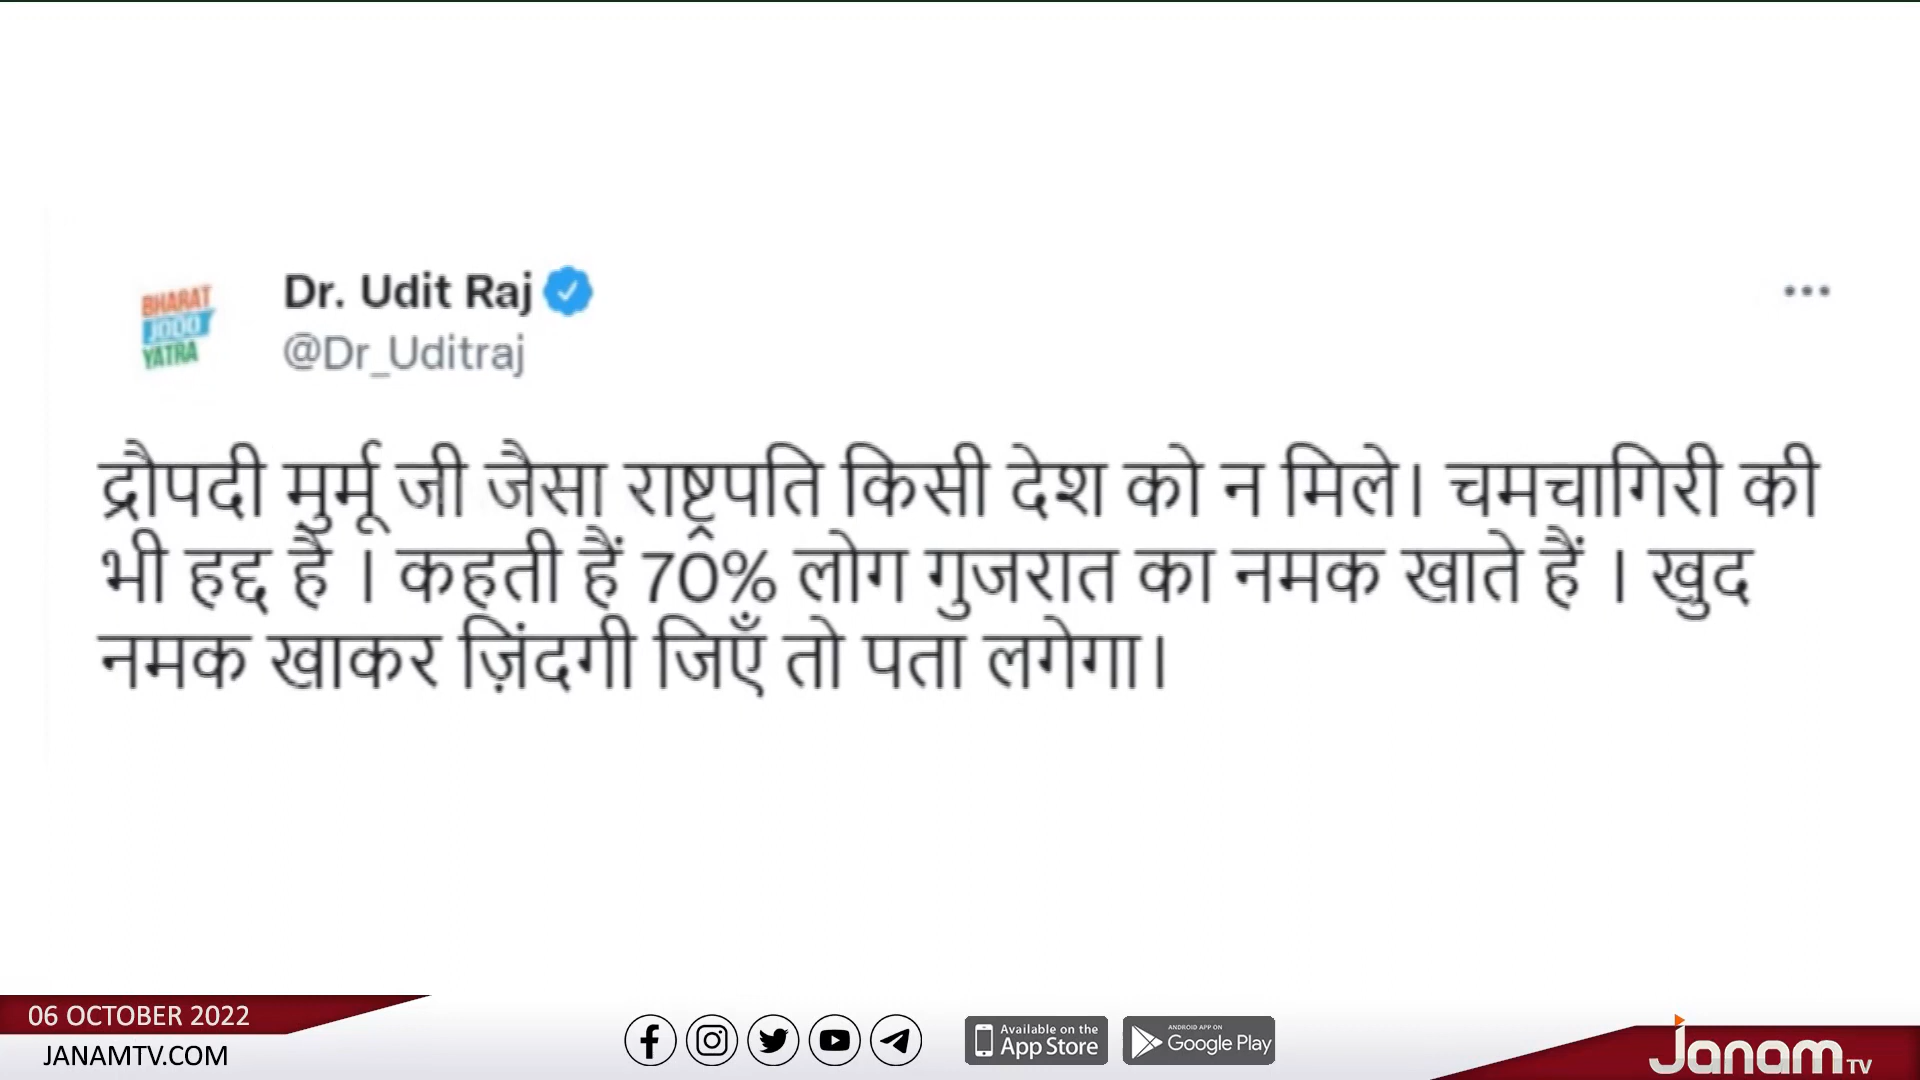 Dr. Udit Raj
@Dr_Uditraj
BHARAT
JODO
YATRA
द्रौपदी मुर्मू जी जैसा राष्ट्रपति किसी देश को न मिले। चमचागिरी की
भी हद्द है । कहती हैं 70% लोग गुजरात का नमक खाते हैं । खुद
नमक खाकर ज़िंदगी जिएँ तो पता लगेगा।
06 OCTOBER 2022
JANAMTV.COM
Available on the
App Store
ANDROID APP ON
Google Play
Janam TV